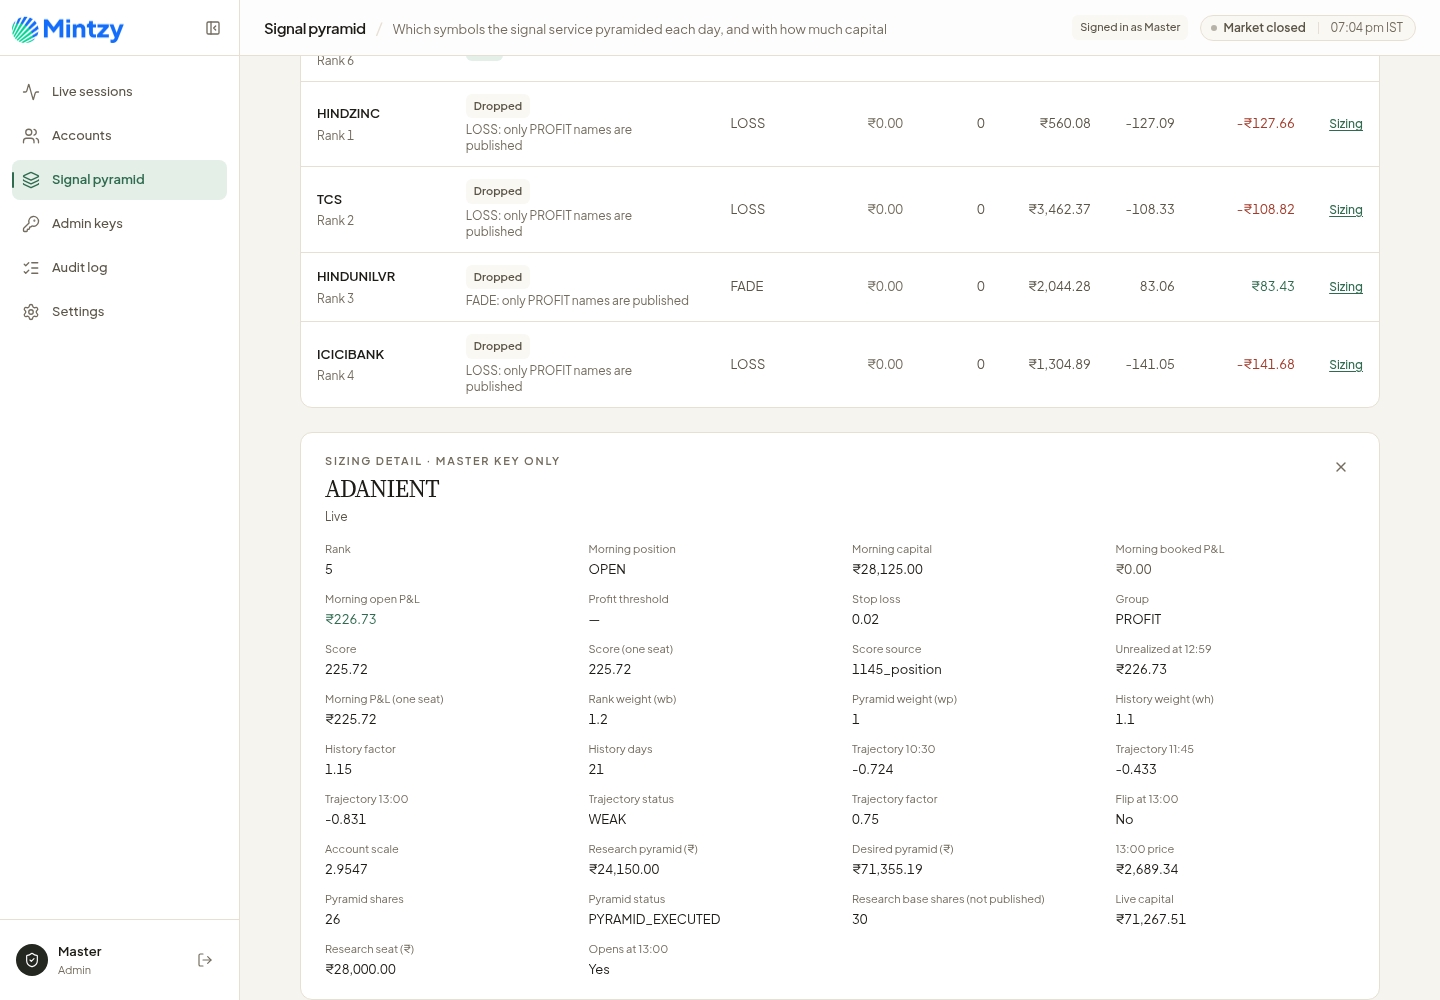 Mintzy
Signal pyramid / Which symbols the signal service pyramided each day, and with how much capital
Signed in as Master
Market closed 07:04 pm IST
Live sessions
Accounts
Signal pyramid
Admin keys
Audit log
Settings
Master
Admin
Rank 6
HINDZINC
Rank 1
Dropped
LOSS: only PROFIT names are
published
LOSS ₹0.00 0 ₹560.08 -127.09 -₹127.66 Sizing
TCS
Rank 2
Dropped
LOSS: only PROFIT names are
published
LOSS ₹0.00 0 ₹3,462.37 -108.33 -₹108.82 Sizing
HINDUNILVR
Rank 3
Dropped
FADE: only PROFIT names are published
FADE ₹0.00 0 ₹2,044.28 83.06 ₹83.43 Sizing
ICICIBANK
Rank 4
Dropped
LOSS: only PROFIT names are
published
LOSS ₹0.00 0 ₹1,304.89 -141.05 -₹141.68 Sizing
SIZING DETAIL · MASTER KEY ONLY
ADANIENT
Live
Rank Morning position Morning capital Morning booked P&L
5 OPEN ₹28,125.00 ₹0.00
Morning open P&L Profit threshold Stop loss Group
₹226.73 — 0.02 PROFIT
Score Score (one seat) Score source Unrealized at 12:59
225.72 225.72 1145_position ₹226.73
Morning P&L (one seat) Rank weight (wb) Pyramid weight (wp) History weight (wh)
₹225.72 1.2 1 1.1
History factor History days Trajectory 10:30 Trajectory 11:45
1.15 21 -0.724 -0.433
Trajectory 13:00 Trajectory status Trajectory factor Flip at 13:00
-0.831 WEAK 0.75 No
Account scale Research pyramid (₹) Desired pyramid (₹) 13:00 price
2.9547 ₹24,150.00 ₹71,355.19 ₹2,689.34
Pyramid shares Pyramid status Research base shares (not published) Live capital
26 PYRAMID_EXECUTED 30 ₹71,267.51
Research seat (₹) Opens at 13:00
₹28,000.00 Yes